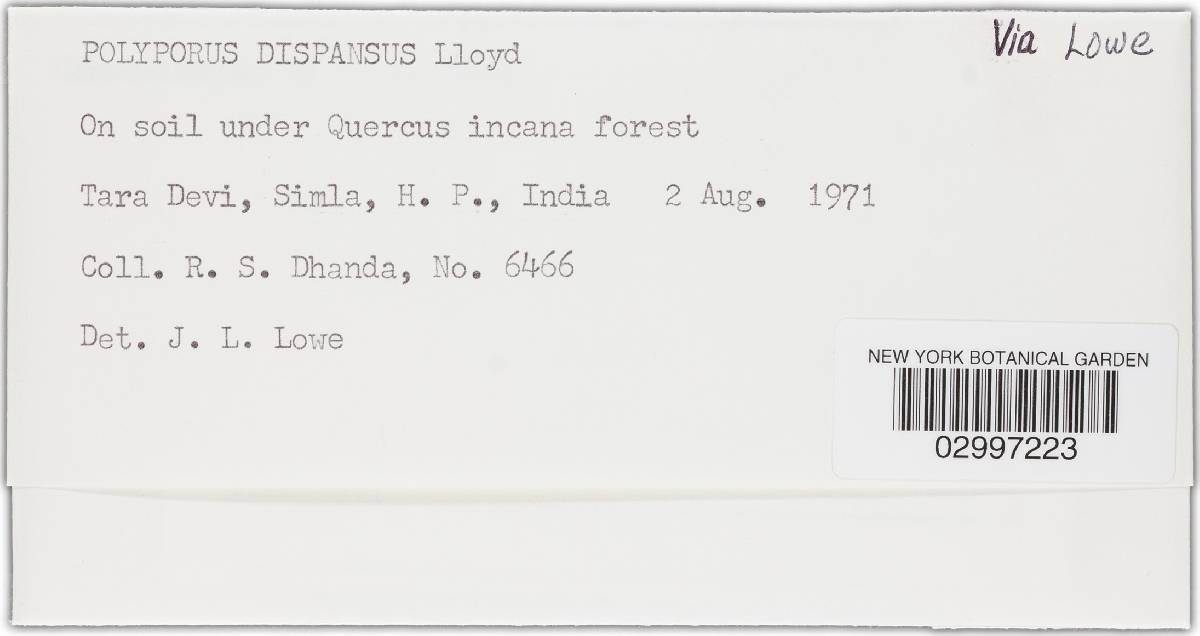 Via Lowe
POLYPORUS DISPANSUS Lloyd
On soil under Quercus incana forest
Tara Devi, Simla, H. P., India 2 Aug. 1971
Coll. R. S. Dhanda, No. 6466
Det. J. L. Lowe
NEW YORK BOTANICAL GARDEN
02997223